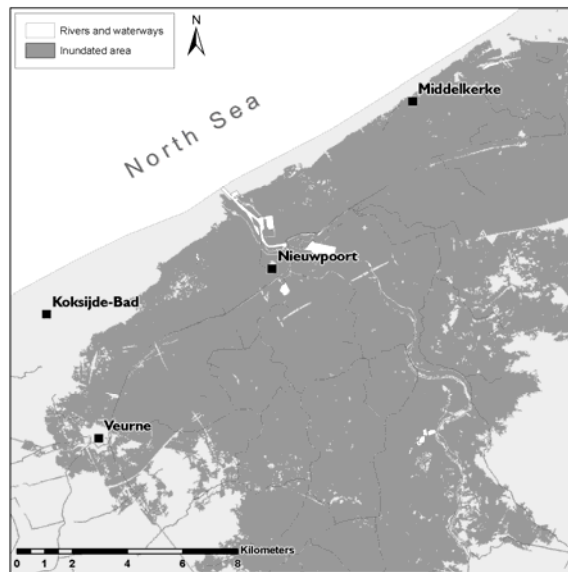 Rivers and waterways
Inundated area
N
North Sea
Middelkerke
Nieuwpoort
Koksijde-Bad
Veurne
Kilometers
0 1 2 4 6 8